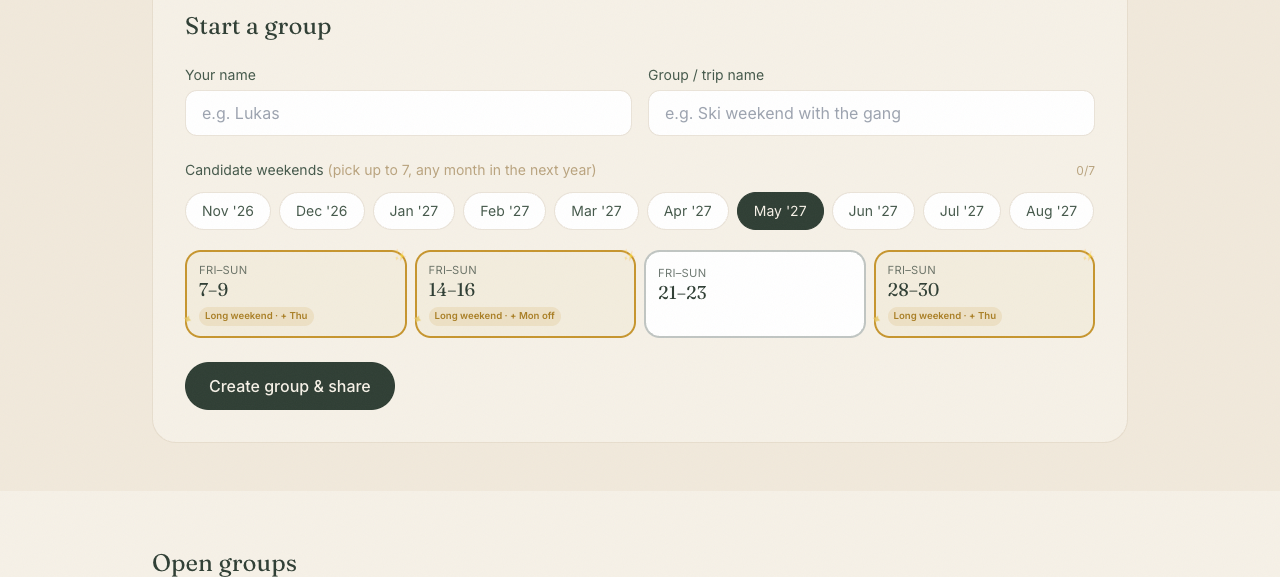 Start a group
Your name
Group / trip name
e.g. Lukas
e.g. Ski weekend with the gang
Candidate weekends (pick up to 7, any month in the next year)
0/7
Nov '26
Dec '26
Jan '27
Feb '27
Mar '27
Apr '27
May '27
Jun '27
Jul '27
Aug '27
FRI–SUN
7–9
Long weekend · + Thu
FRI–SUN
14–16
Long weekend · + Mon off
FRI–SUN
21–23
FRI–SUN
28–30
Long weekend · + Thu
Create group & share
Open groups